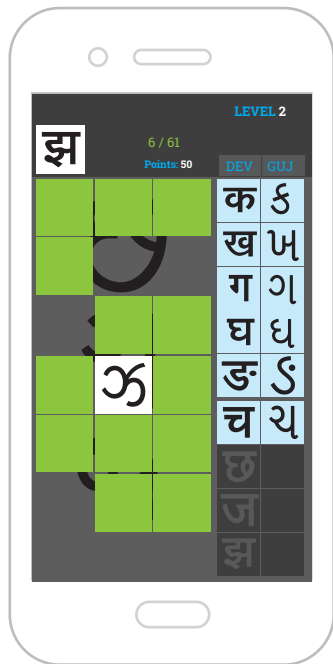 LEVEL 2
झ
6 / 61
Points: 50
DEV GUJ
क ક
ख ખ
ग ગ
घ ઘ
ङ ઙ
ઝ
च ચ
छ
ज
झ